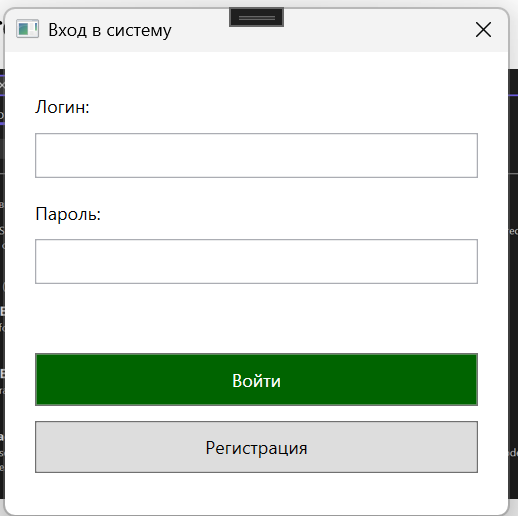 Вход в систему
Логин:
Пароль:
Войти
Регистрация